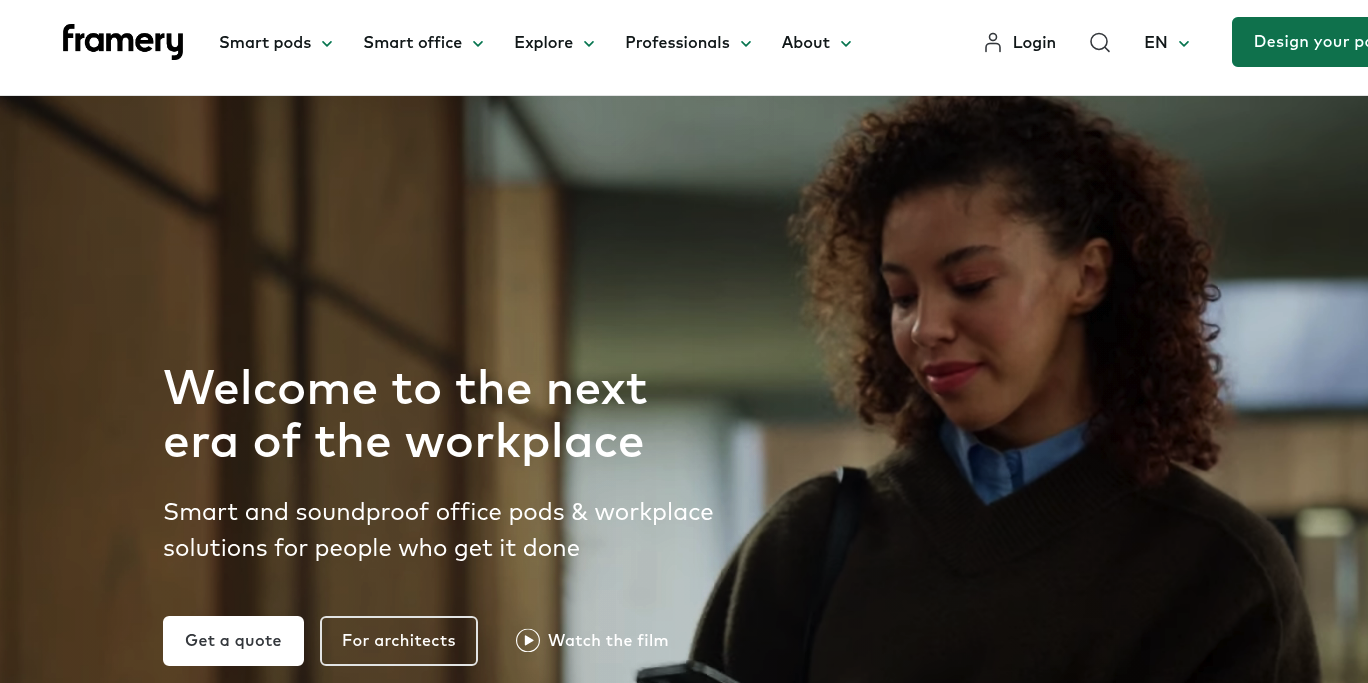 framery
Smart pods
Smart office
Explore
Professionals
About
Login
EN
Design your
Welcome to the next
era of the workplace
Smart and soundproof office pods & workplace
solutions for people who get it done
Get a quote
For architects
Watch the film